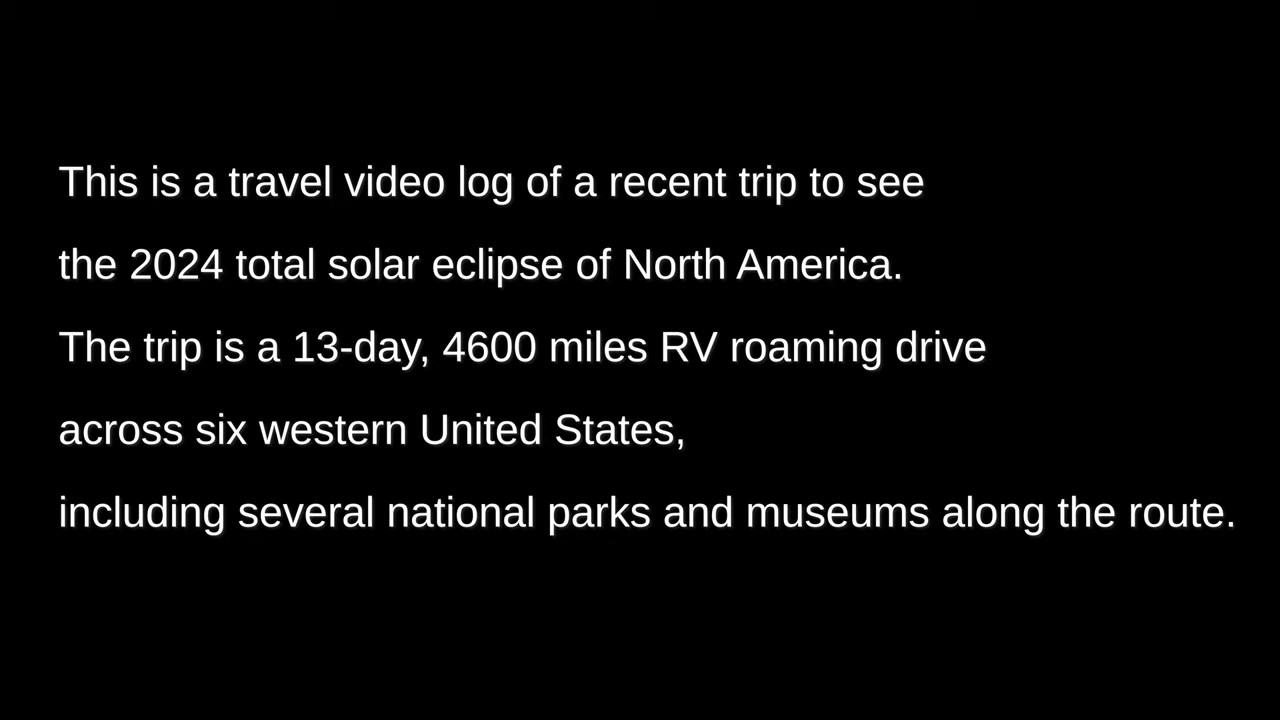 This is a travel video log of a recent trip to see
the 2024 total solar eclipse of North America.
The trip is a 13-day, 4600 miles RV roaming drive
across six western United States,
including several national parks and museums along the route.